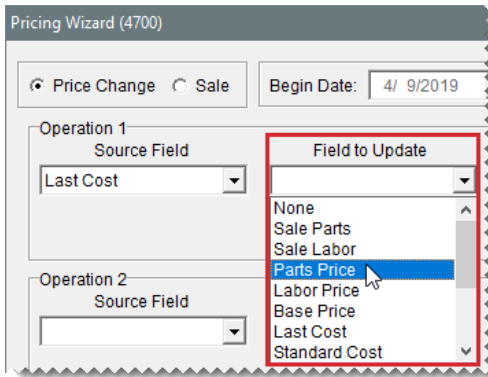 Pricing Wizard (4700)
Price Change Sale Begin Date: 4/ 9/2019
Operation 1
Source Field Field to Update
Last Cost
None
Sale Parts
Sale Labor
Parts Price
Labor Price
Base Price
Last Cost
Standard Cost
Operation 2
Source Field